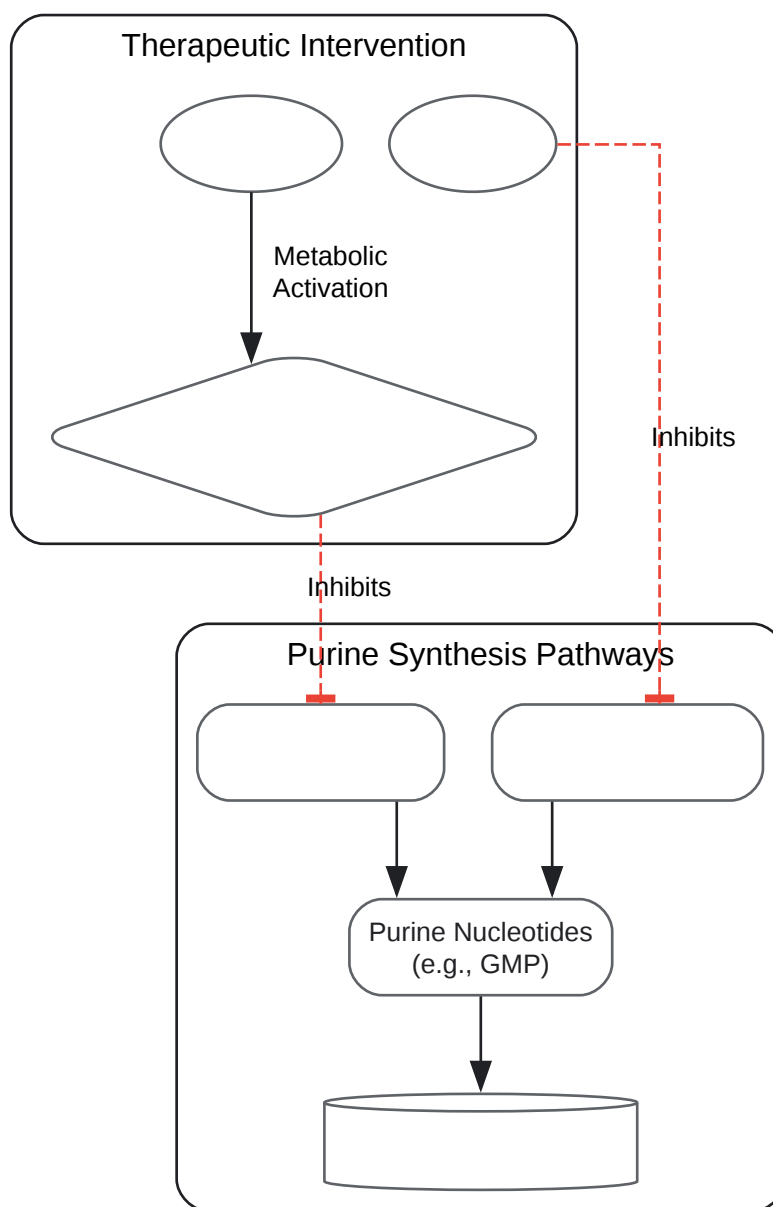 Therapeutic Intervention
Metabolic
Activation
Inhibits
Inhibits
Purine Synthesis Pathways
Purine Nucleotides
(e.g., GMP)